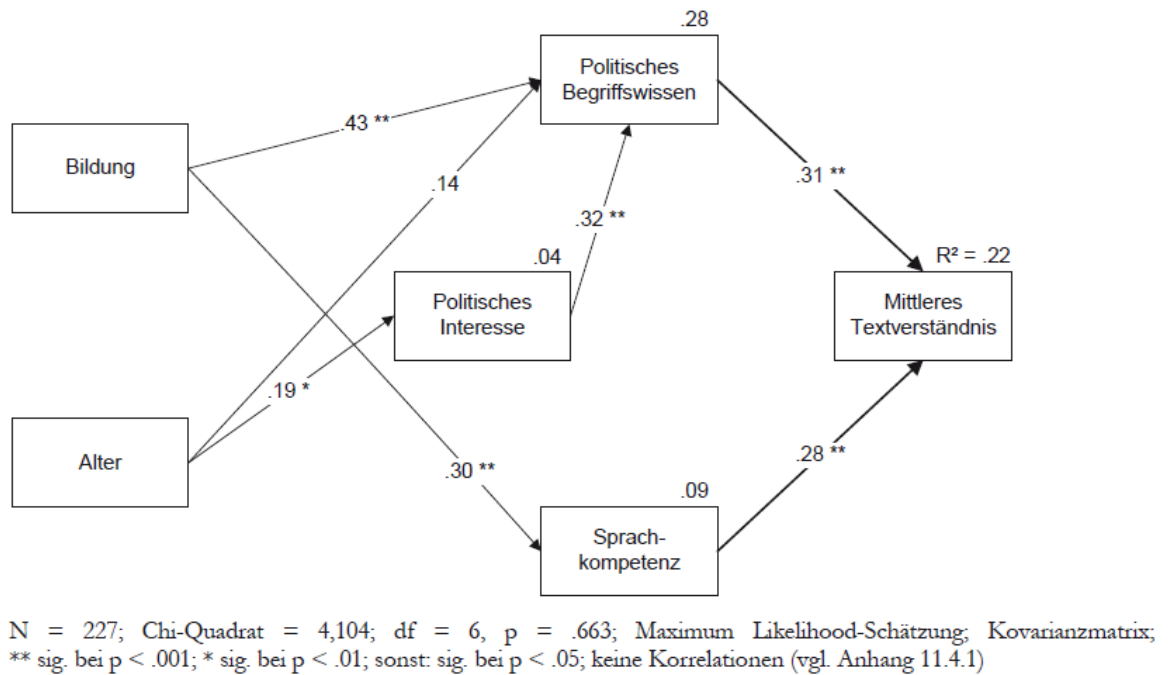 .28
Politisches
Begriffswissen
.43 **
Bildung
.14
.31 **
.32 **
.04
R² = .22
Politisches
Interesse
Mittleres
Textverständnis
.19 *
Alter
.30 **
.28 **
.09
Sprach-
kompetenz
N = 227; Chi-Quadrat = 4,104; df = 6, p = .663; Maximum Likelihood-Schätzung; Kovarianzmatrix;
** sig. bei p < .001; * sig. bei p < .01; sonst: sig. bei p < .05; keine Korrelationen (vgl. Anhang 11.4.1)